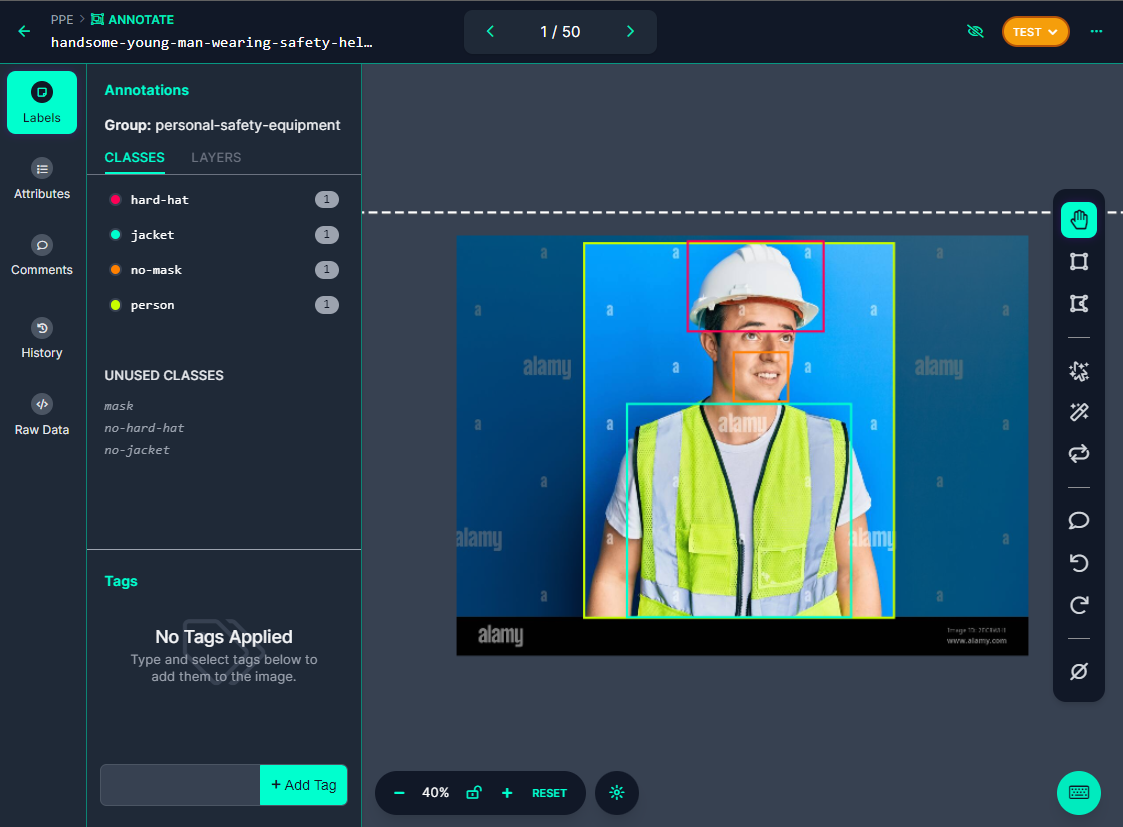 PPE > ANNOTATE
handsome-young-man-wearing-safety-hel…
1 / 50
TEST
Labels
Attributes
Comments
History
Raw Data
Annotations
Group: personal-safety-equipment
CLASSES LAYERS
hard-hat 1
jacket 1
no-mask 1
person 1
UNUSED CLASSES
mask
no-hard-hat
no-jacket
Tags
No Tags Applied
Type and select tags below to
add them to the image.
+ Add Tag
a a a a
a a a a a
alamy a a alamy
a a a a
alamy
a a a
alamy a alamy a
a a a
alamy
www.alamy.com
40% RESET